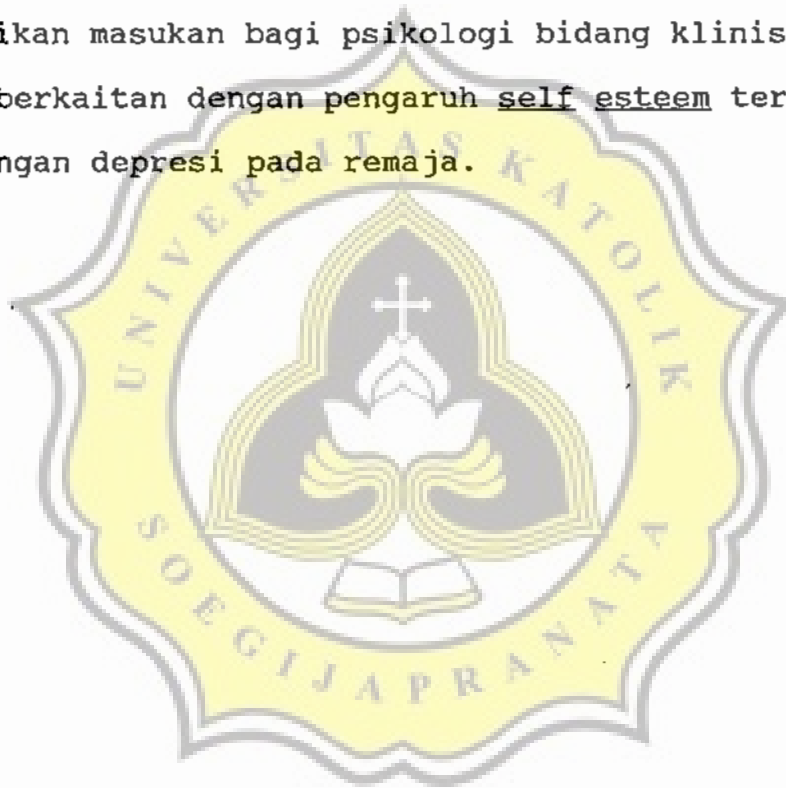 ikan masukan bagi psikologi bidang klinis
berkaitan dengan pengaruh self esteem ter
ngan depresi pada remaja.
UNIVERSITAS KATOLIK
SOEGIJAPRANATA